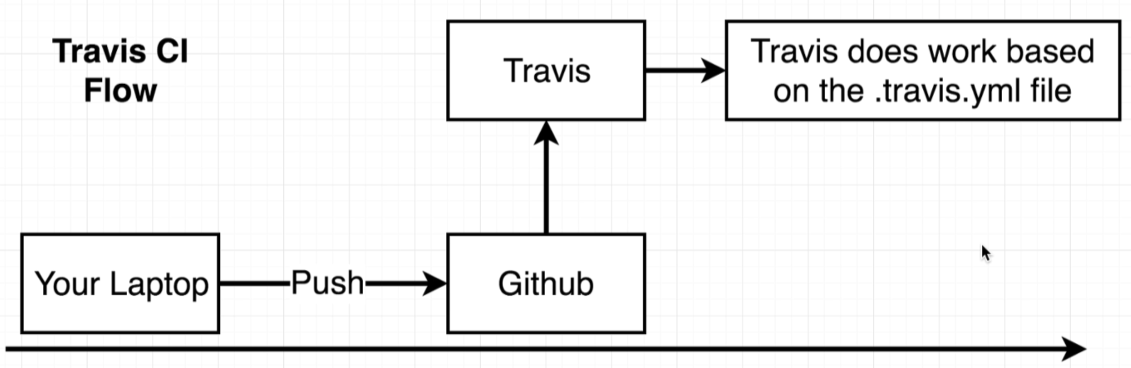 Travis CI
Flow
Travis
Travis does work based
on the .travis.yml file
Your Laptop
Push
Github